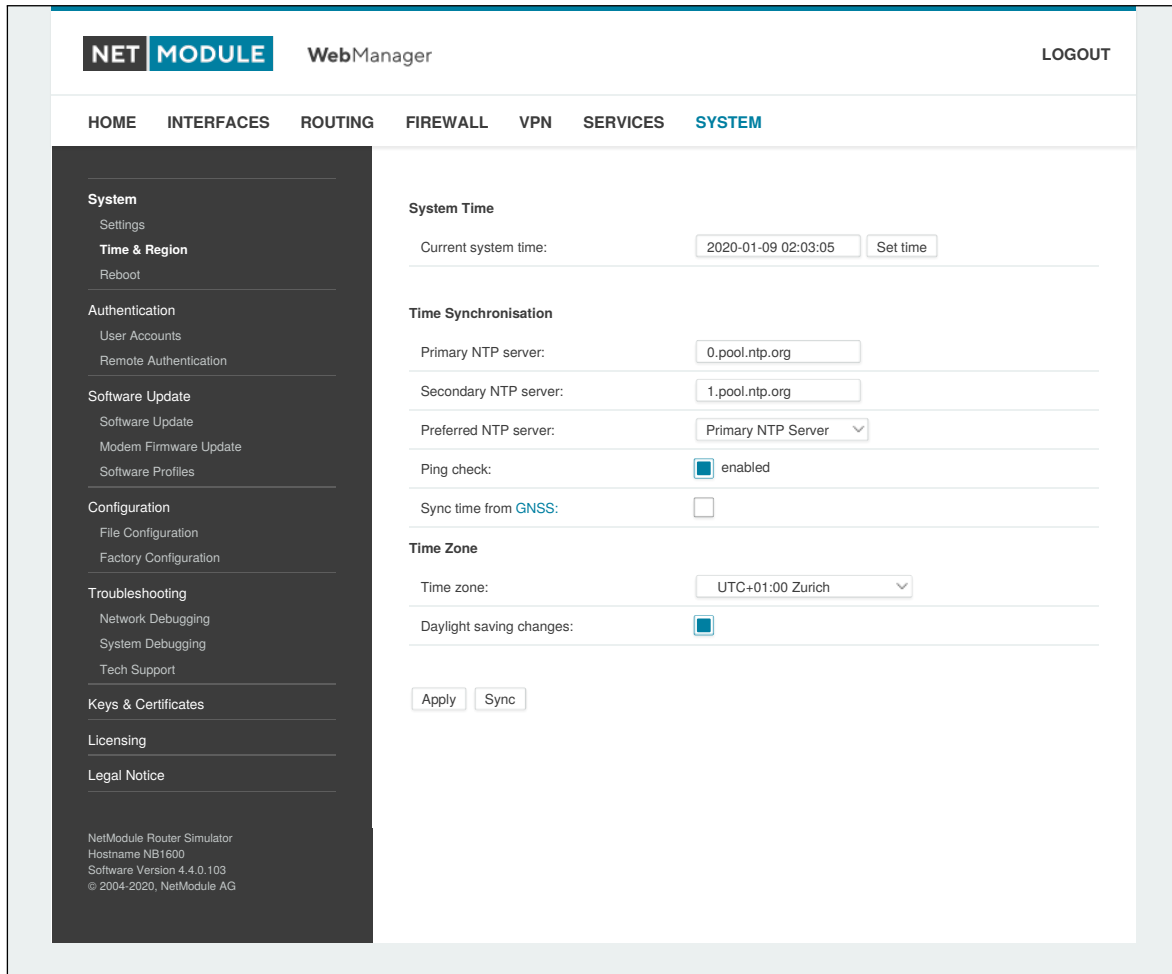 NET MODULE WebManager LOGOUT
HOME INTERFACES ROUTING FIREWALL VPN SERVICES SYSTEM
System
Settings
Time & Region
Reboot
Authentication
User Accounts
Remote Authentication
Software Update
Software Update
Modem Firmware Update
Software Profiles
Configuration
File Configuration
Factory Configuration
Troubleshooting
Network Debugging
System Debugging
Tech Support
Keys & Certificates
Licensing
Legal Notice
NetModule Router Simulator
Hostname NB1600
Software Version 4.4.0.103
© 2004-2020, NetModule AG
System Time
Current system time: 2020-01-09 02:03:05 Set time
Time Synchronisation
Primary NTP server: 0.pool.ntp.org
Secondary NTP server: 1.pool.ntp.org
Preferred NTP server: Primary NTP Server
Ping check: enabled
Sync time from GNSS:
Time Zone
Time zone: UTC+01:00 Zurich
Daylight saving changes:
Apply Sync